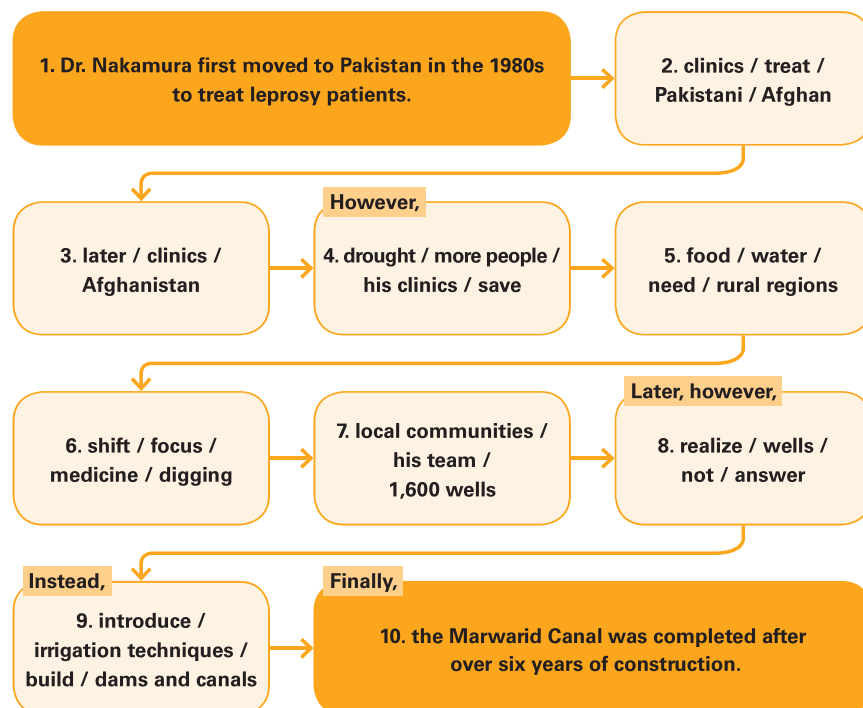 1. Dr. Nakamura first moved to Pakistan in the 1980s
to treat leprosy patients.
2. clinics / treat /
Pakistani / Afghan
3. later / clinics /
Afghanistan
However,
4. drought / more people /
his clinics / save
5. food / water /
need / rural regions
6. shift / focus /
medicine / digging
7. local communities /
his team /
1,600 wells
Later, however,
8. realize / wells /
not / answer
Instead,
9. introduce /
irrigation techniques /
build / dams and canals
Finally,
10. the Marwarid Canal was completed after
over six years of construction.